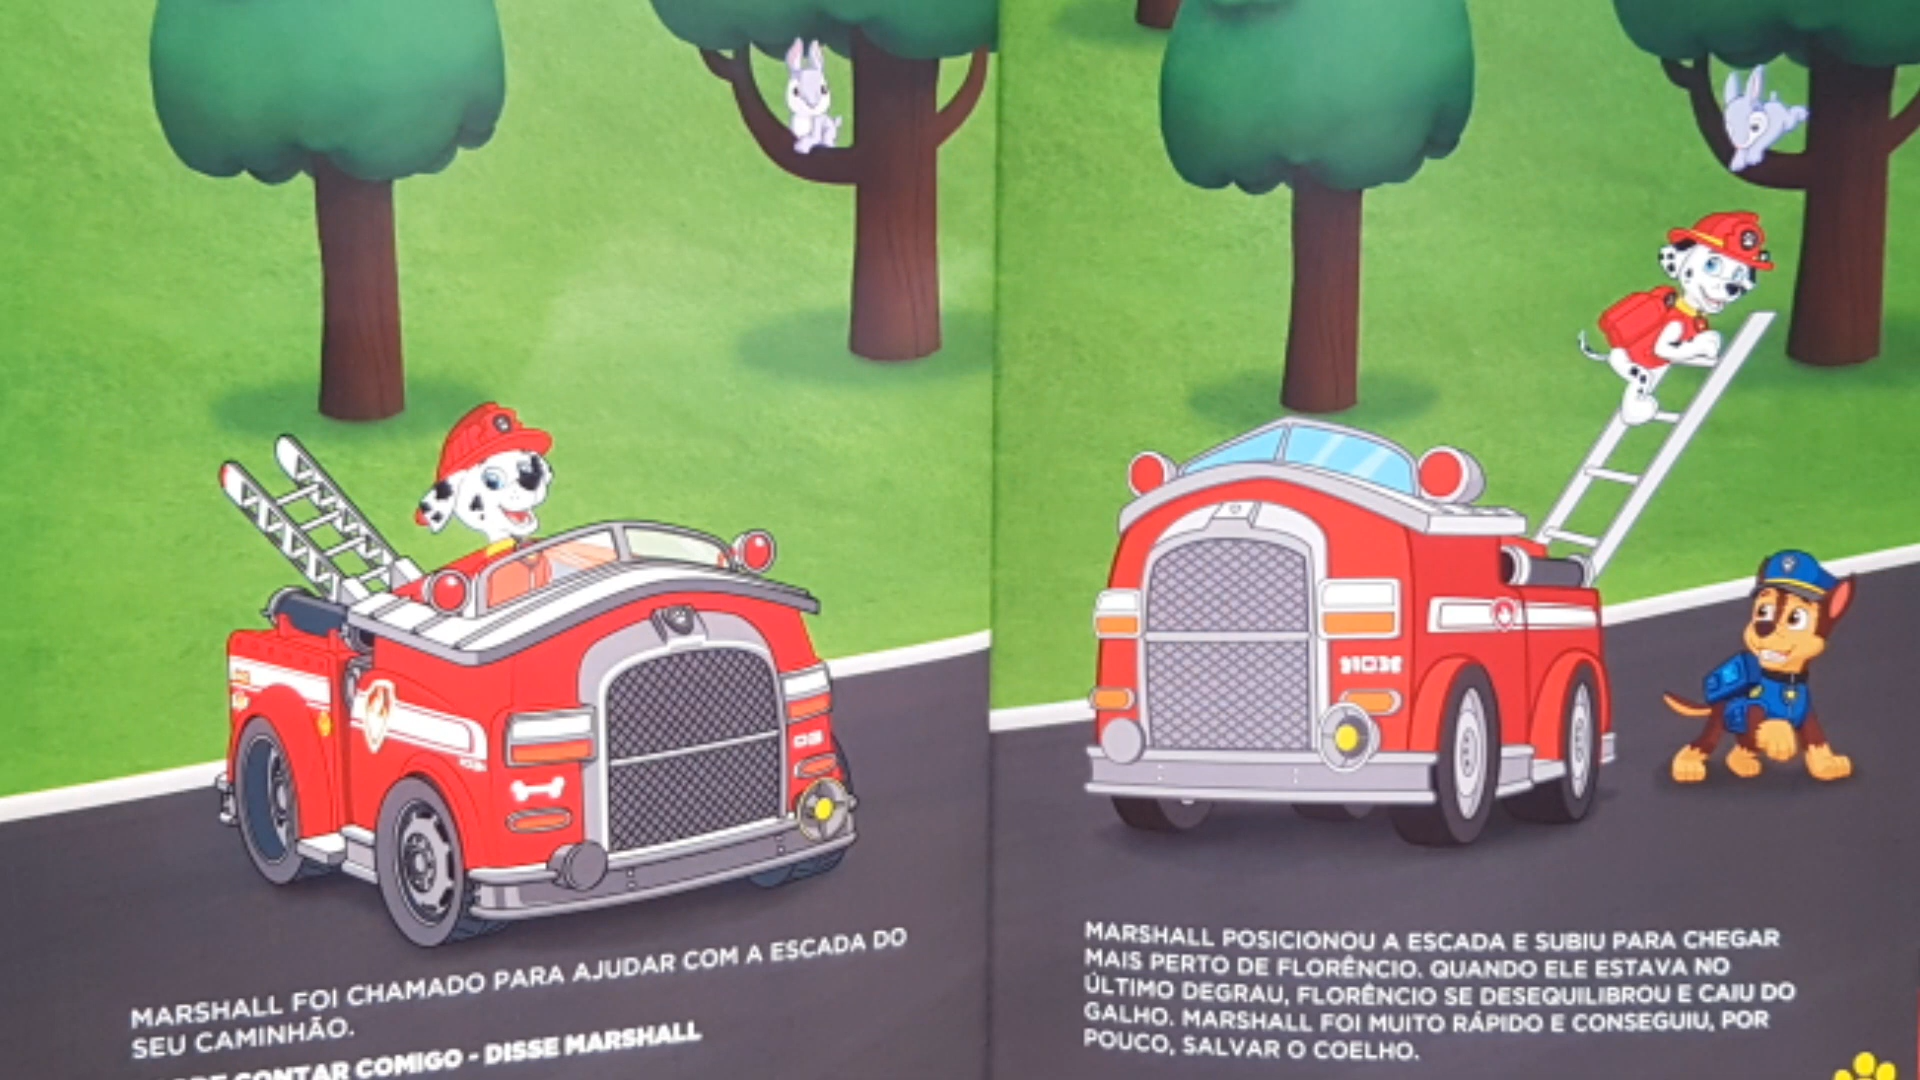 MARSHALL FOI CHAMADO PARA AJUDAR COM A ESCADA DO
SEU CAMINHÃO.
CONTAR COMIGO - DISSE MARSHALL
MARSHALL POSICIONOU A ESCADA E SUBIU PARA CHEGAR
MAIS PERTO DE FLORÊNCIO. QUANDO ELE ESTAVA NO
ÚLTIMO DEGRAU, FLORÊNCIO SE DESEQUILIBROU E CAIU DO
GALHO. MARSHALL FOI MUITO RÁPIDO E CONSEGUIU, POR
POUCO, SALVAR O COELHO.